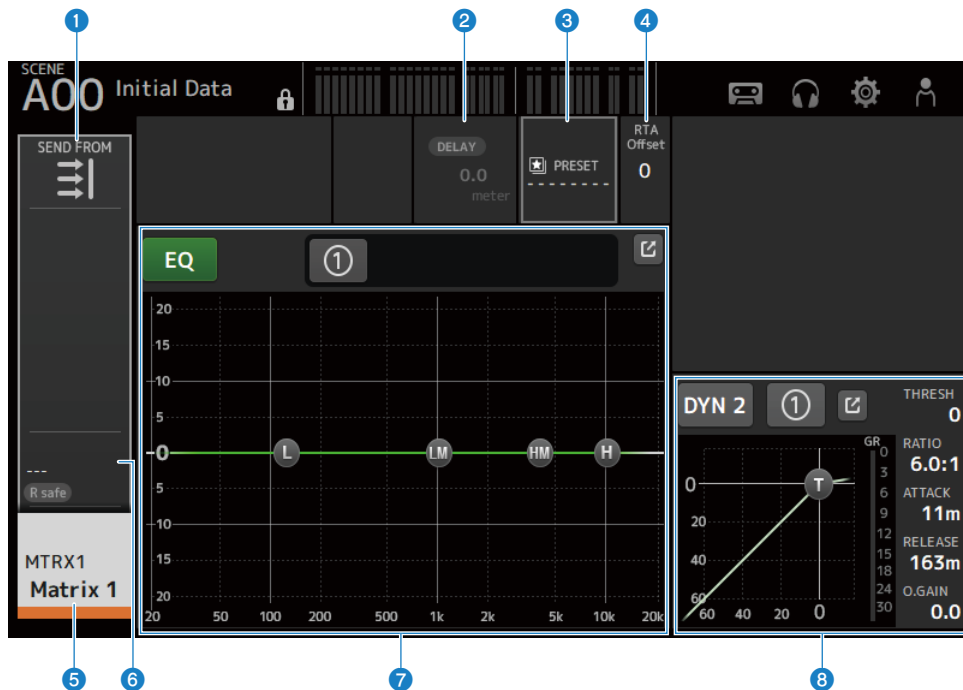 1 2 3 4
SCENE
A00 Initial Data
SEND FROM
DELAY
0.0
meter
PRESET
--------
RTA
Offset
0
EQ
1
20
15
10
5
0
5
10
15
20
20 50 100 200 500 1k 2k 5k 10k 20k
L LM HM H
DYN 2
1
THRESH
0
RATIO
6.0:1
ATTACK
11m
RELEASE
163m
O.GAIN
0.0
GR
0
3
6
9
12
15
18
24
30
T
0
20
40
60
60 40 20 0
---
R safe
MTRX1
Matrix 1
5 6 7 8